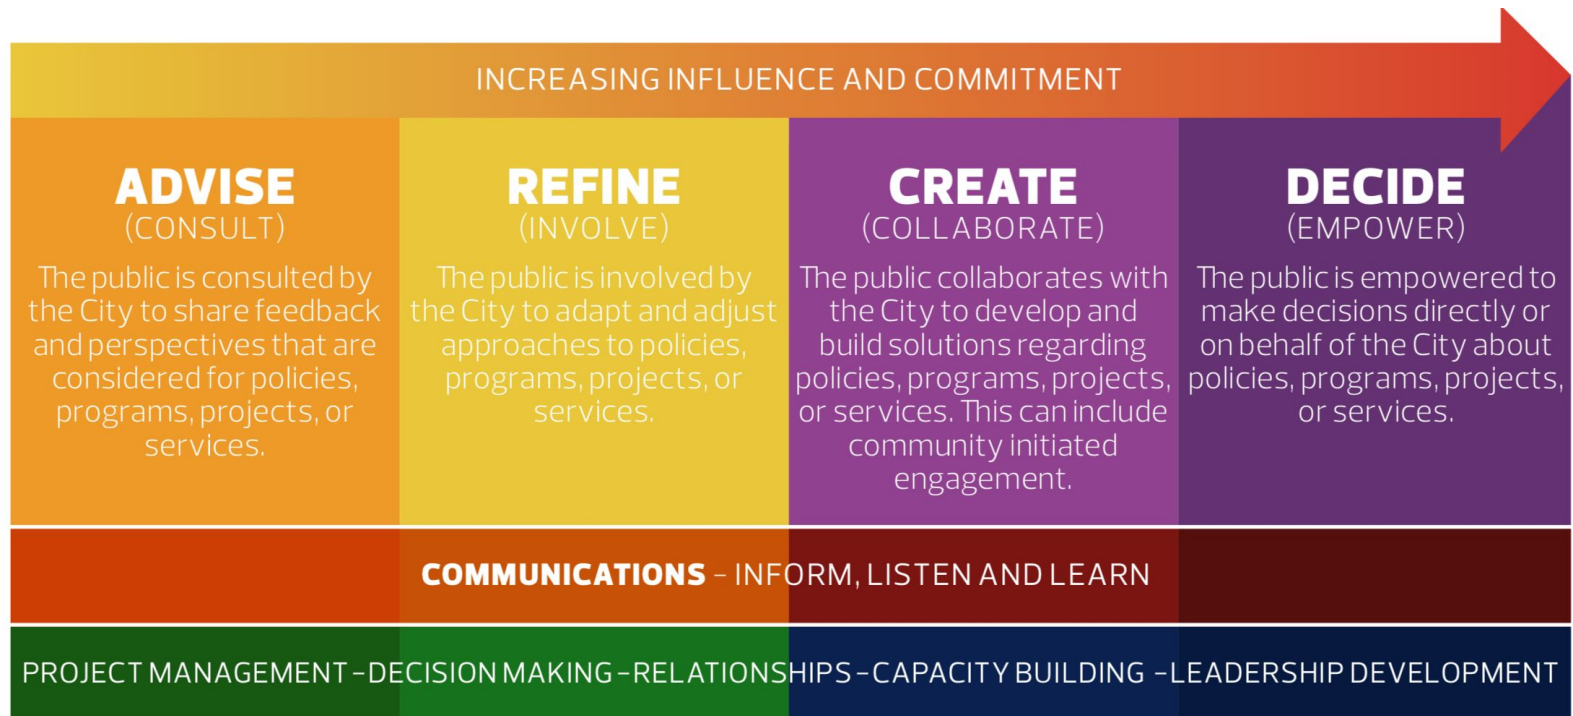 INCREASING INFLUENCE AND COMMITMENT
ADVISE
(CONSULT)
The public is consulted by
the City to share feedback
and perspectives that are
considered for policies,
programs, projects, or
services.
REFINE
(INVOLVE)
The public is involved by
the City to adapt and adjust
approaches to policies,
programs, projects, or
services.
CREATE
(COLLABORATE)
The public collaborates with
the City to develop and
build solutions regarding
policies, programs, projects,
or services. This can include
community initiated
engagement.
DECIDE
(EMPOWER)
The public is empowered to
make decisions directly or
on behalf of the City about
policies, programs, projects,
or services.
COMMUNICATIONS - INFORM, LISTEN AND LEARN
PROJECT MANAGEMENT -DECISION MAKING-RELATIONSHIPS-CAPACITY BUILDING -LEADERSHIP DEVELOPMENT